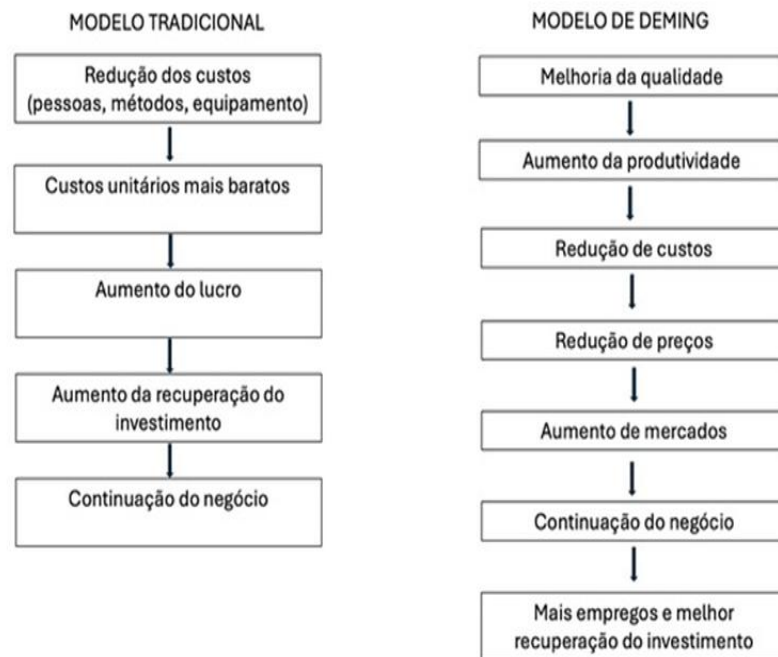 MODELO TRADICIONAL
Redução dos custos
(pessoas, métodos, equipamento)
Custos unitários mais baratos
Aumento do lucro
Aumento da recuperação do
investimento
Continuação do negócio
MODELO DE DEMING
Melhoria da qualidade
Aumento da produtividade
Redução de custos
Redução de preços
Aumento de mercados
Continuação do negócio
Mais empregos e melhor
recuperação do investimento